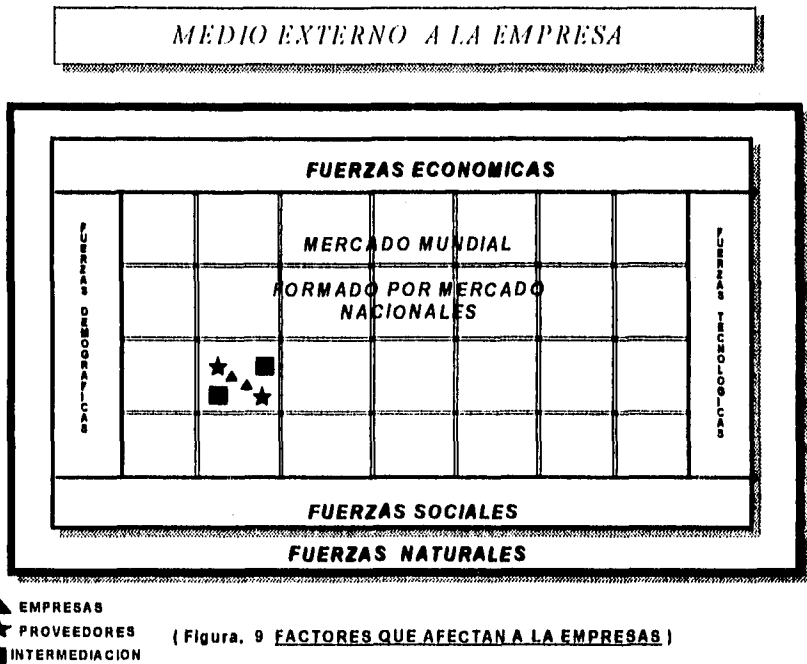 MEDIO EXTERNO A LA EMPRESA
FUERZAS ECONOMICAS
FUERZAS DEMOGRAFICAS
MERCADO MUNDIAL
FORMADO POR MERCADO
NACIONALES
FUERZAS TECNOLOGICAS
FUERZAS SOCIALES
FUERZAS NATURALES
EMPRESAS
PROVEEDORES
INTERMEDIACION
(Figura. 9 FACTORES QUE AFECTAN A LA EMPRESAS)